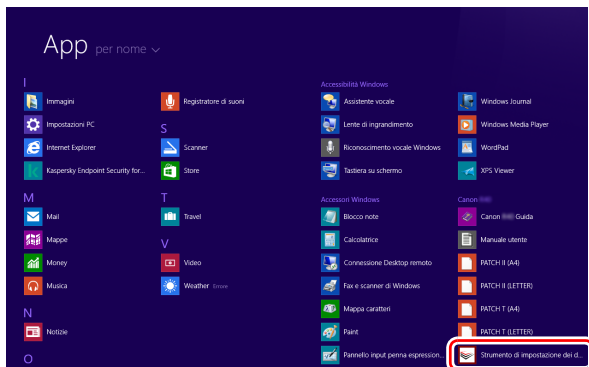 App per nome
I
Immagini
Impostazioni PC
Internet Explorer
Kaspersky Endpoint Security for...
M
Mail
Mappe
Money
Musica
N
Notizie
O
Registratore di suoni
S
Scanner
Store
T
Travel
V
Video
Weather Errore
Accessibilità Windows
Assistente vocale
Lente di ingrandimento
Riconoscimento vocale Windows
Tastiera su schermo
Accessori Windows
Blocco note
Calcolatrice
Connessione Desktop remoto
Fax e scanner di Windows
Mappa caratteri
Paint
Pannello input penna espression...
Windows Journal
Windows Media Player
WordPad
XPS Viewer
Canon
Canon Guida
Manuale utente
PATCH II (A4)
PATCH II (LETTER)
PATCH T (A4)
PATCH T (LETTER)
Strumento di impostazione dei d...